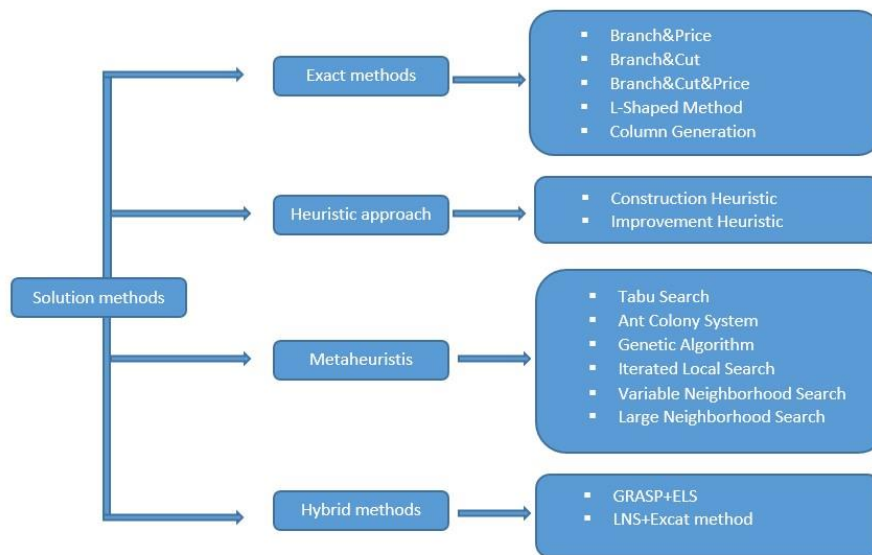 Solution methods
Exact methods
▪ Branch&Price
▪ Branch&Cut
▪ Branch&Cut&Price
▪ L-Shaped Method
▪ Column Generation
Heuristic approach
▪ Construction Heuristic
▪ Improvement Heuristic
Metaheuristis
▪ Tabu Search
▪ Ant Colony System
▪ Genetic Algorithm
▪ Iterated Local Search
▪ Variable Neighborhood Search
▪ Large Neighborhood Search
Hybrid methods
▪ GRASP+ELS
▪ LNS+Excat method